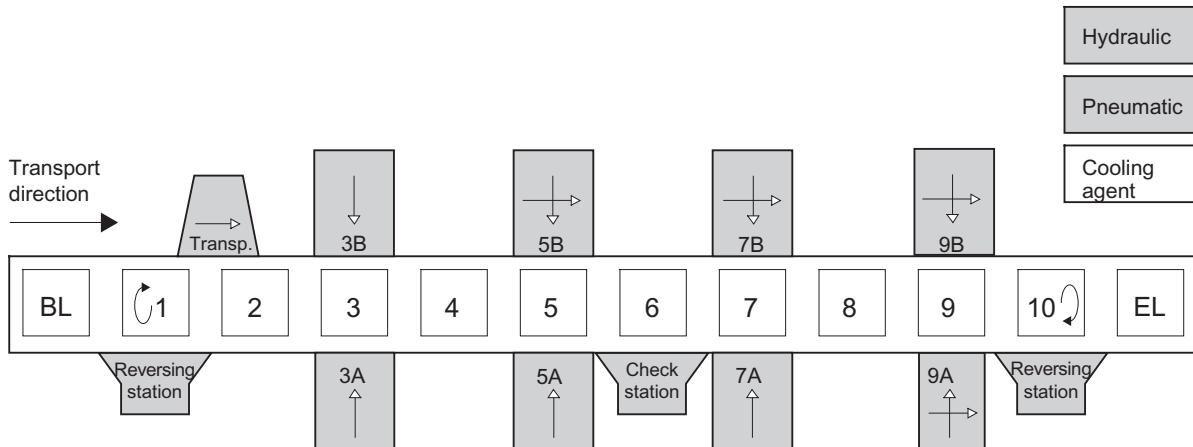 Hydraulic
Pneumatic
Cooling
agent
Transport
direction
Transp.
3B
5B
7B
9B
BL
1
2
3
4
5
6
7
8
9
10
EL
Reversing
station
3A
5A
Check
station
7A
9A
Reversing
station